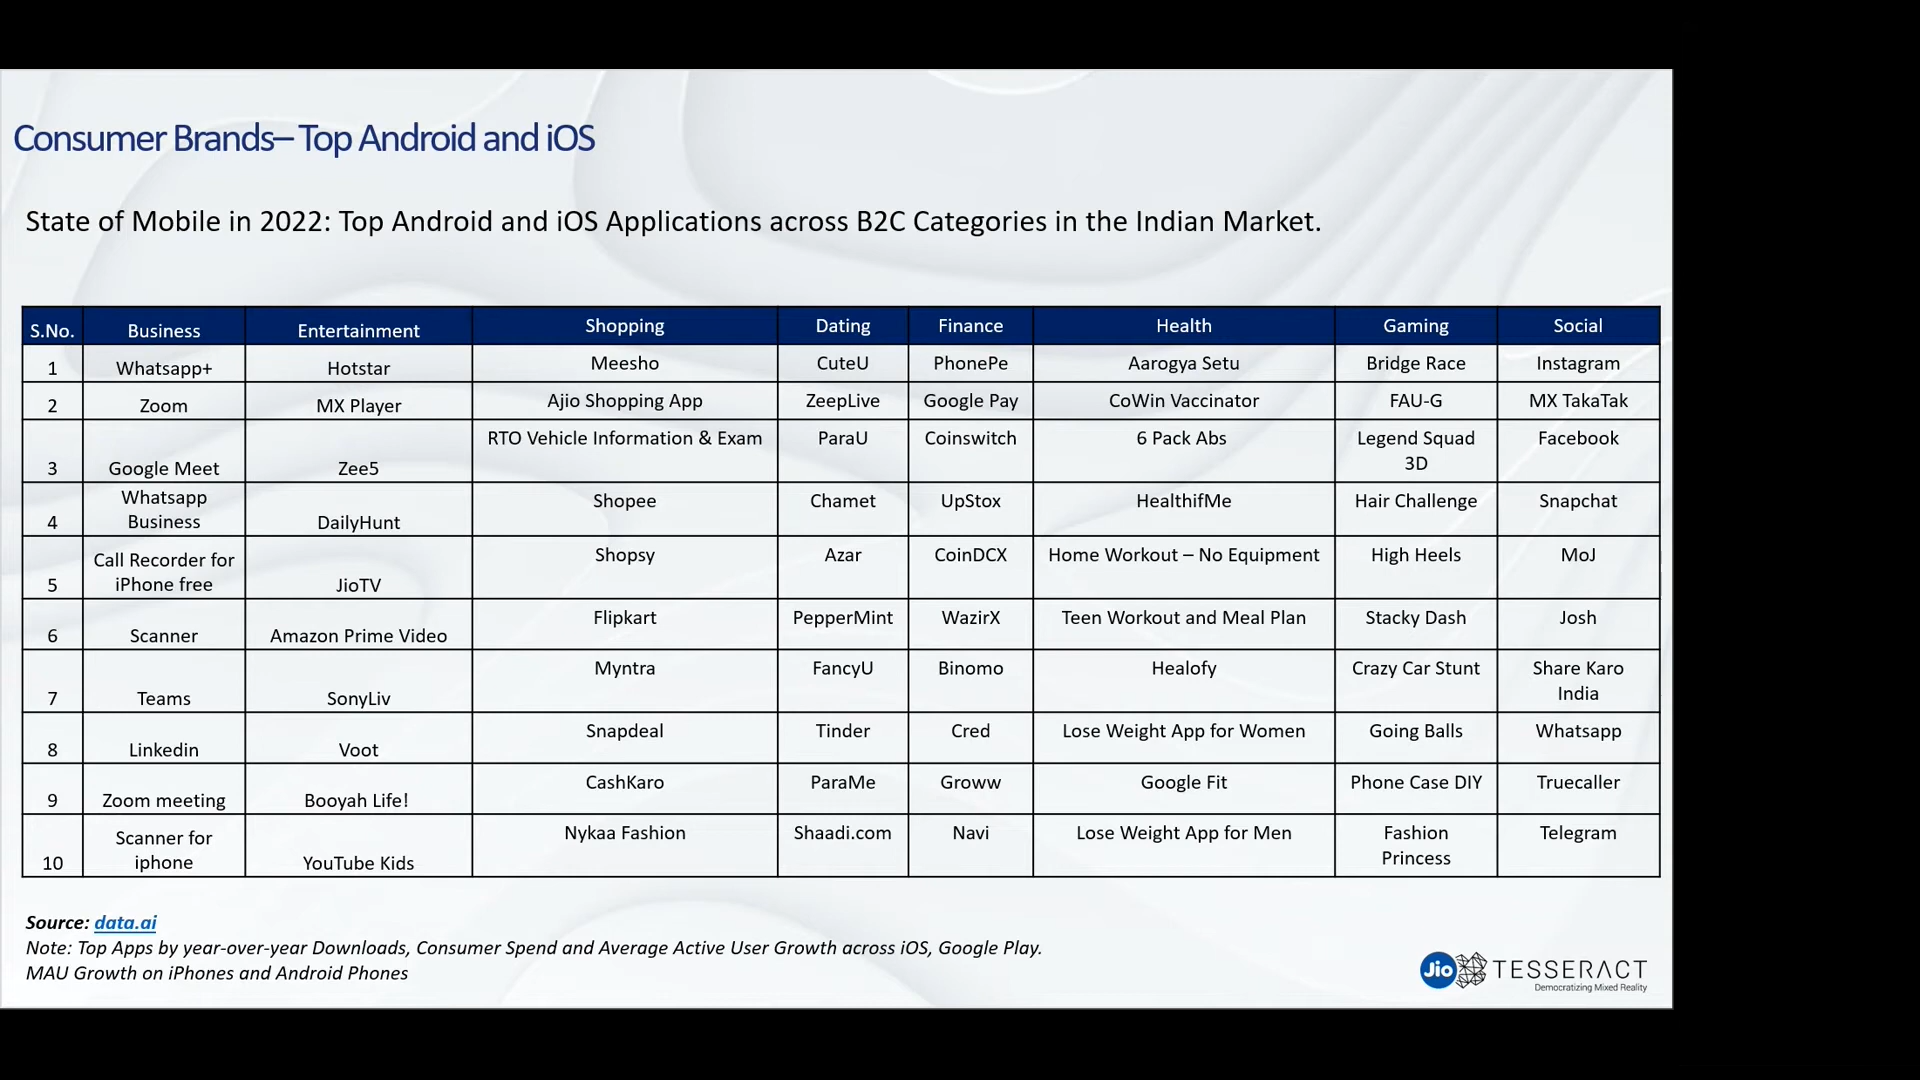 Consumer Brands– Top Android and iOS
State of Mobile in 2022: Top Android and iOS Applications across B2C Categories in the Indian Market.
S.No. Business Entertainment Shopping Dating Finance Health Gaming Social
1 Whatsapp+ Hotstar Meesho CuteU PhonePe Aarogya Setu Bridge Race Instagram
2 Zoom MX Player Ajio Shopping App ZeepLive Google Pay CoWin Vaccinator FAU-G MX TakaTak
3 Google Meet Zee5 RTO Vehicle Information & Exam ParaU Coinswitch 6 Pack Abs Legend Squad 3D Facebook
4 Whatsapp Business DailyHunt Shopee Chamet UpStox HealthifMe Hair Challenge Snapchat
5 Call Recorder for iPhone free JioTV Shopsy Azar CoinDCX Home Workout – No Equipment High Heels MoJ
6 Scanner Amazon Prime Video Flipkart PepperMint WazirX Teen Workout and Meal Plan Stacky Dash Josh
7 Teams SonyLiv Myntra FancyU Binomo Healofy Crazy Car Stunt Share Karo India
8 Linkedin Voot Snapdeal Tinder Cred Lose Weight App for Women Going Balls Whatsapp
9 Zoom meeting Booyah Life! CashKaro ParaMe Groww Google Fit Phone Case DIY Truecaller
10 Scanner for iphone YouTube Kids Nykaa Fashion Shaadi.com Navi Lose Weight App for Men Fashion Princess Telegram
Source: data.ai
Note: Top Apps by year-over-year Downloads, Consumer Spend and Average Active User Growth across iOS, Google Play.
MAU Growth on iPhones and Android Phones
Jio TESSERACT
Democratizing Mixed Reality